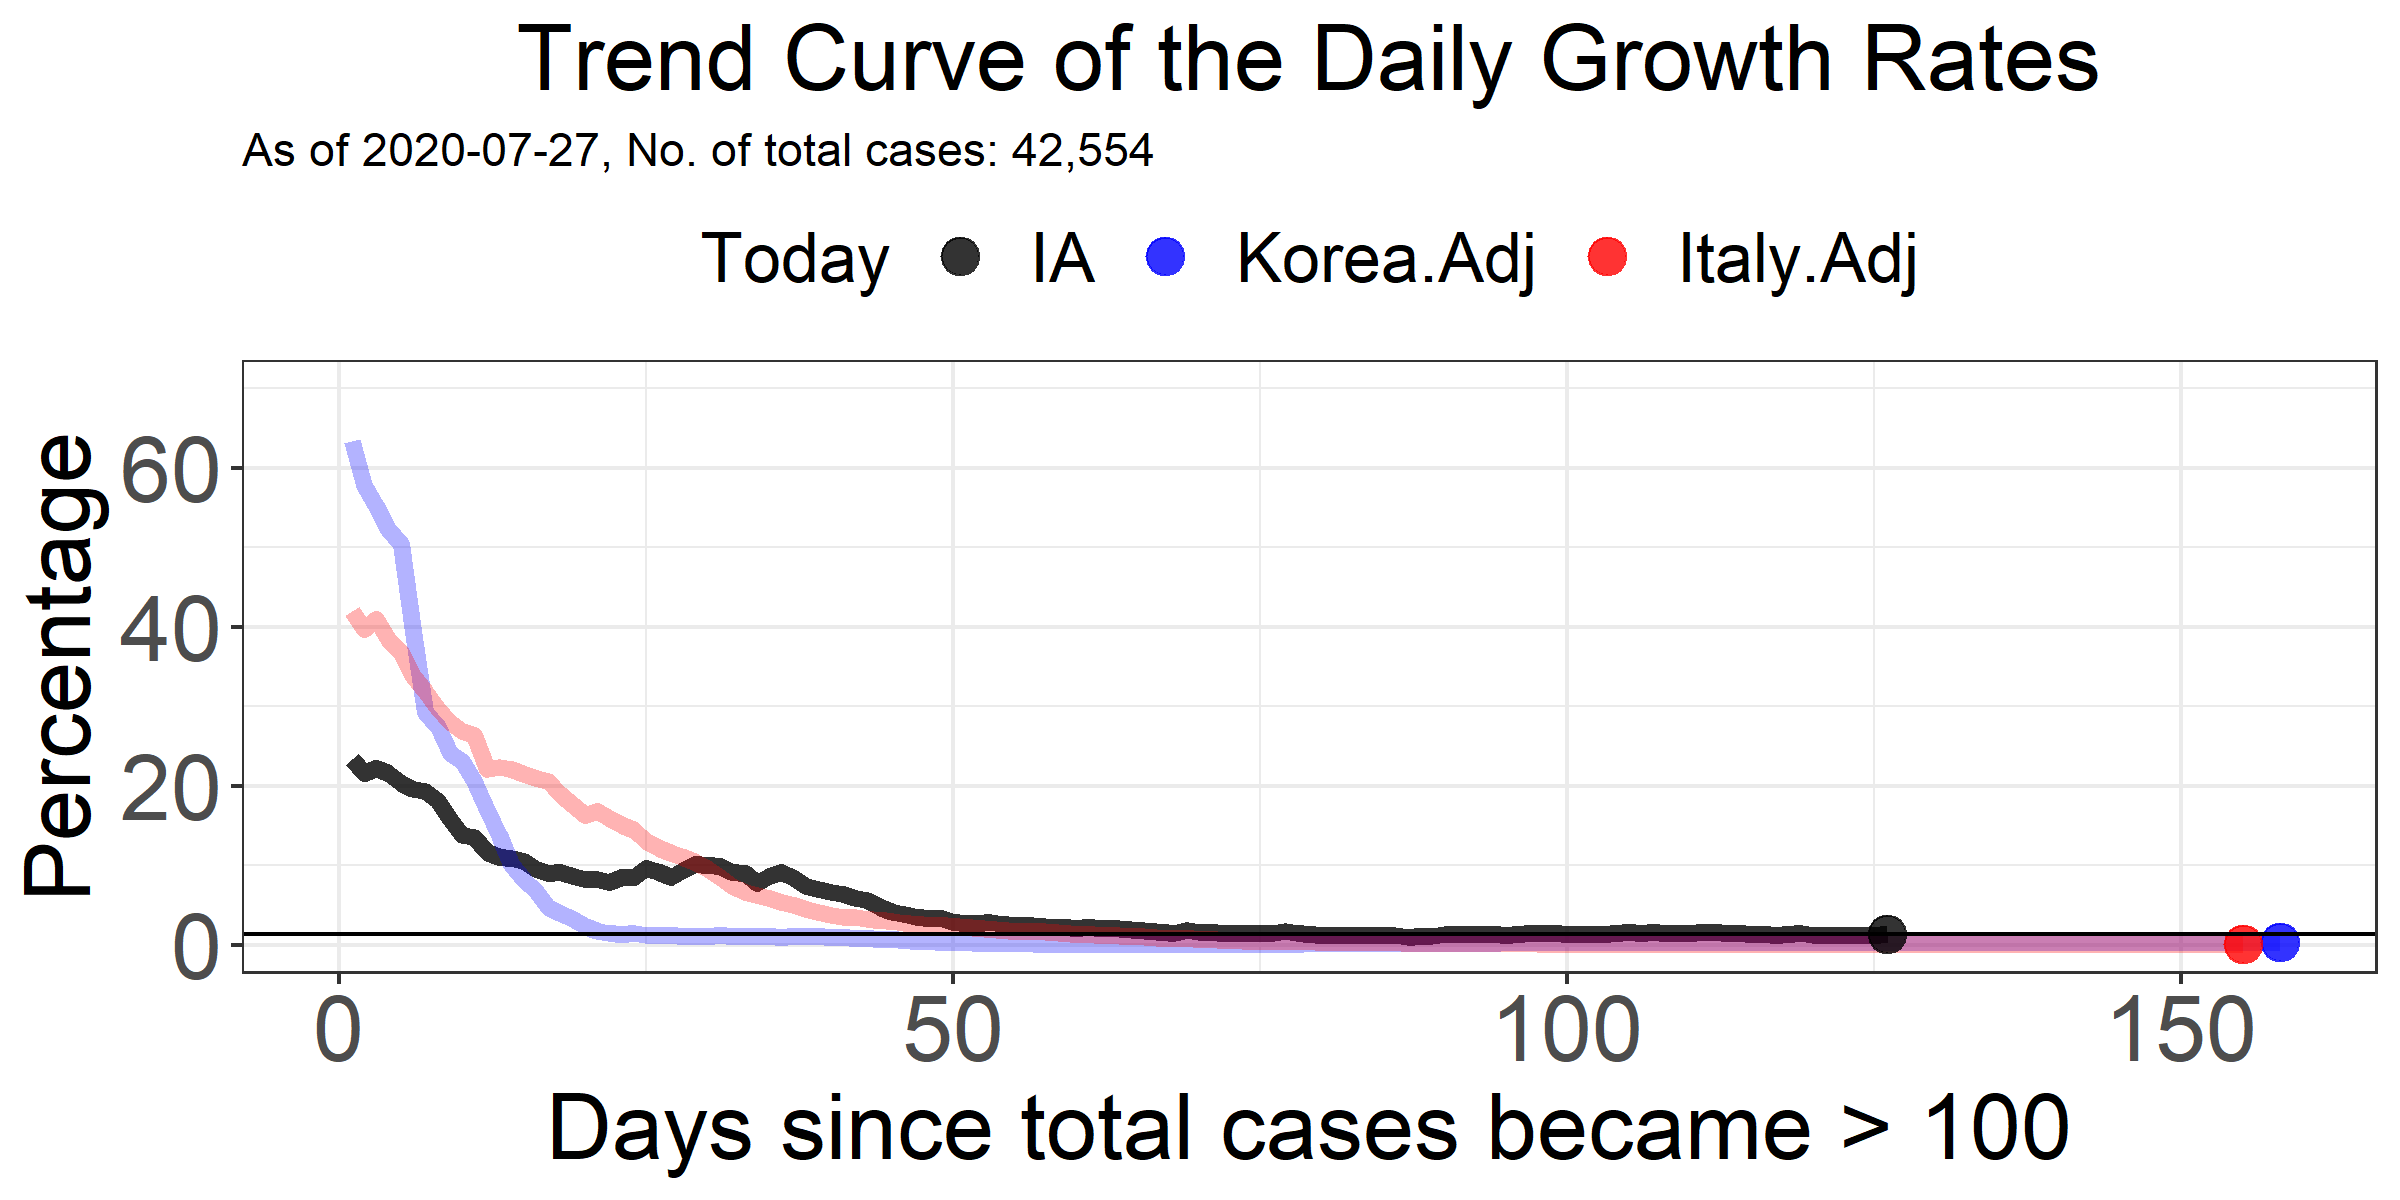 Trend Curve of the Daily Growth Rates
As of 2020-07-27, No. of total cases: 42,554
Today IA Korea.Adj Italy.Adj
Percentage
60
40
20
0
0 50 100 150
Days since total cases became > 100